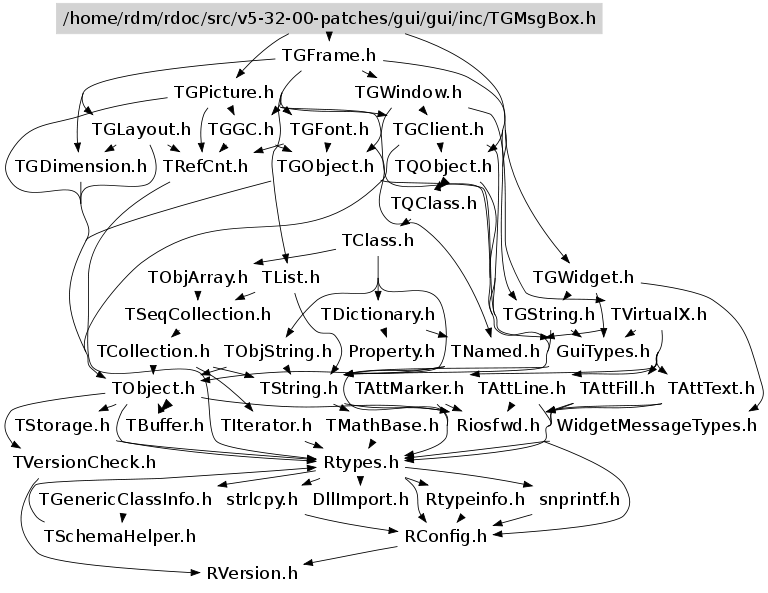 /home/rdm/rdoc/src/v5-32-00-patches/gui/gui/inc/TGMsgBox.h
TGFrame.h
TGPicture.h TGWindow.h
TGLayout.h TGGC.h TGFont.h TGClient.h
TGDimension.h TRefCnt.h TGObject.h TQObject.h
TQClass.h
TClass.h
TObjArray.h TList.h TGWidget.h
TSeqCollection.h TDictionary.h TGString.h TVirtualX.h
TCollection.h TObjString.h Property.h TNamed.h GuiTypes.h
TObject.h TString.h TAttMarker.h TAttLine.h TAttFill.h TAttText.h
TStorage.h TBuffer.h TIterator.h TMathBase.h Riosfwd.h WidgetMessageTypes.h
TVersionCheck.h Rtypes.h
TGenericClassInfo.h strlcpy.h DllImport.h Rtypeinfo.h snprintf.h
TSchemaHelper.h RConfig.h
RVersion.h